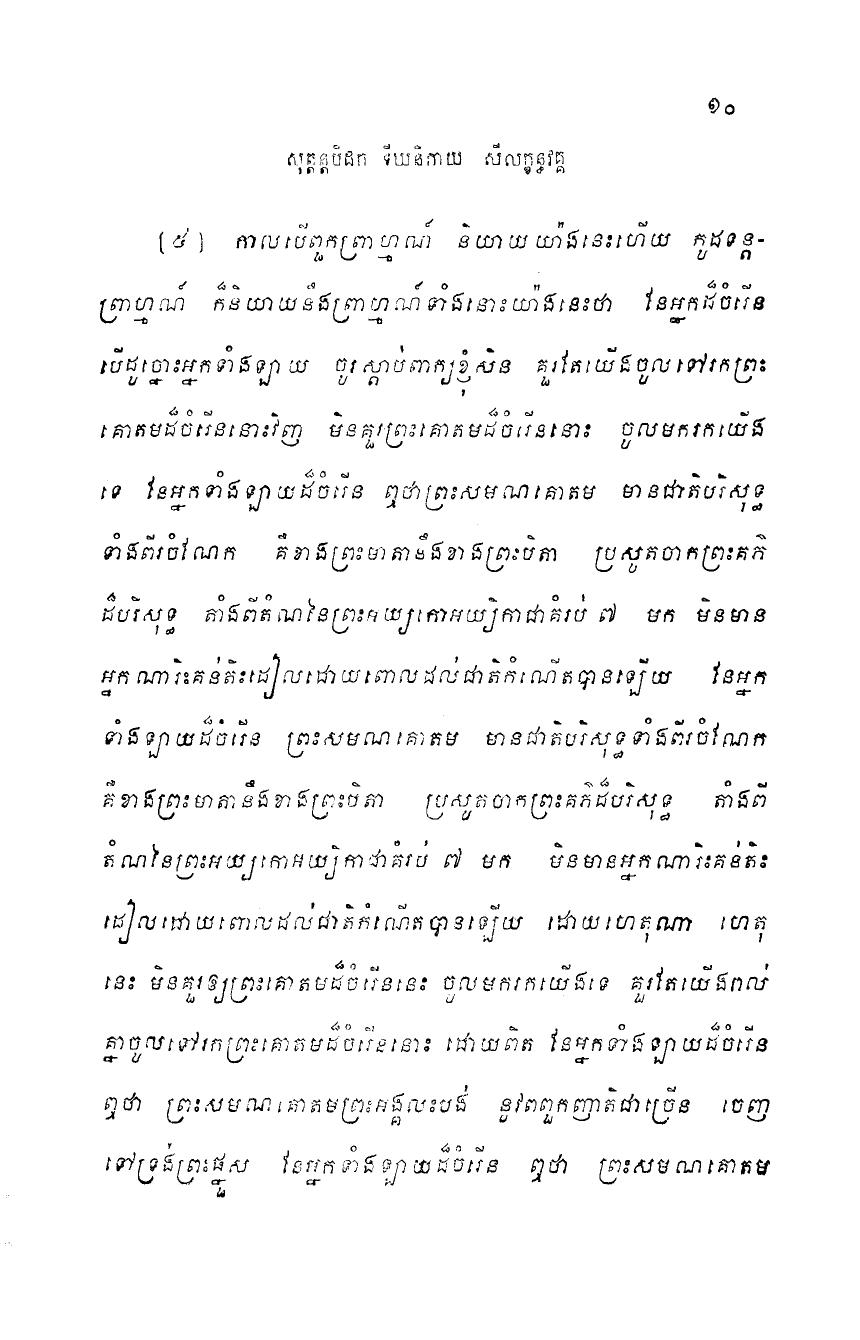 ១០
សុត្តន្តបិដក ទីឃនិកាយ សីលក្ខន្ធវគ្គ
(៥) កាលបើពួកព្រាហ្មណ៍ និយាយយ៉ាងនេះហើយ កូដទន្ត-
ព្រាហ្មណ៍ ក៏និយាយនឹងព្រាហ្មណ៍ទាំងនោះយ៉ាងនេះថា នែអ្នកដ៏ចំរើន
បើដូច្នោះអ្នកទាំងឡាយ ចូរស្តាប់ពាក្យខ្ញុំសិន គួរតែយើងចូលទៅរកព្រះ
គោតមដ៏ចំរើននោះវិញ មិនគួរព្រះគោតមដ៏ចំរើននោះ ចូលមករកយើង
ទេ នែអ្នកទាំងឡាយដ៏ចំរើន ឮថាព្រះសមណគោតម មានជាតិបរិសុទ្ធ
ទាំងពីរចំណែក គឺខាងព្រះមាតានឹងខាងព្រះបិតា ប្រសូតចាកព្រះគភ៌
ដ៏បរិសុទ្ធ តាំងពីតំណនៃព្រះអយ្យកោអយ្យិកាជាគំរប់ ៧ មក មិនមាន
អ្នកណារិះគន់តិះដៀលដោយពោលដល់ជាតិកំណើតបានឡើយ នែអ្នក
ទាំងឡាយដ៏ចំរើន ព្រះសមណគោតម មានជាតិបរិសុទ្ធទាំងពីរចំណែក
គឺខាងព្រះមាតានឹងខាងព្រះបិតា ប្រសូតចាកព្រះគភ៌ដ៏បរិសុទ្ធ តាំងពី
តំណនៃព្រះអយ្យកោអយ្យិកាជាគំរប់ ៧ មក មិនមានអ្នកណារិះគន់តិះ
ដៀលដោយពោលដល់ជាតិកំណើតបានឡើយ ដោយហេតុណា ហេតុ
នេះ មិនគួរឱ្យព្រះគោតមដ៏ចំរើននេះ ចូលមករកយើងទេ គួរតែយើងពល់
គ្នាចូលទៅរកព្រះគោតមដ៏ចំរើននោះ ដោយពិត នែអ្នកទាំងឡាយដ៏ចំរើន
ឮថា ព្រះសមណគោតមព្រះអង្គលះបង់ នូវពពួកញាតិជាច្រើន ចេញ
ទៅទ្រង់ព្រះផ្នួស នែអ្នកទាំងឡាយដ៏ចំរើន ឮថា ព្រះសមណគោតម